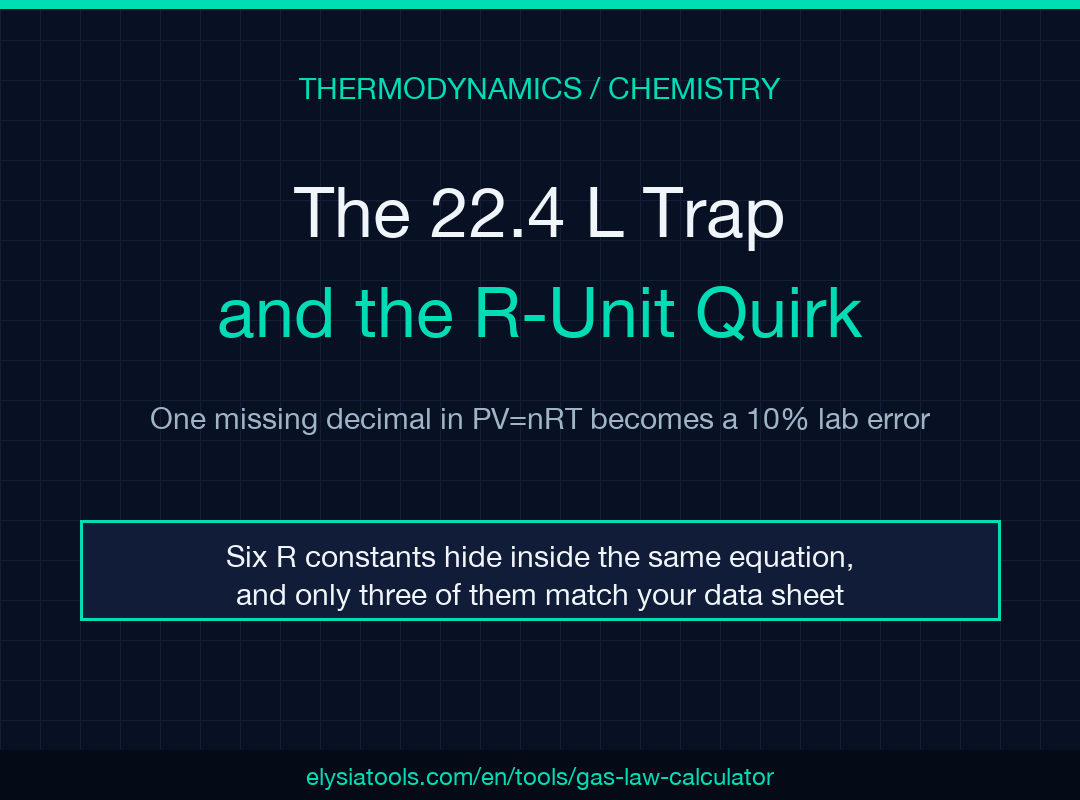 THERMODYNAMICS / CHEMISTRY
The 22.4 L Trap
and the R-Unit Quirk
One missing decimal in PV=nRT becomes a 10% lab error
Six R constants hide inside the same equation,
and only three of them match your data sheet
elysiatools.com/en/tools/gas-law-calculator